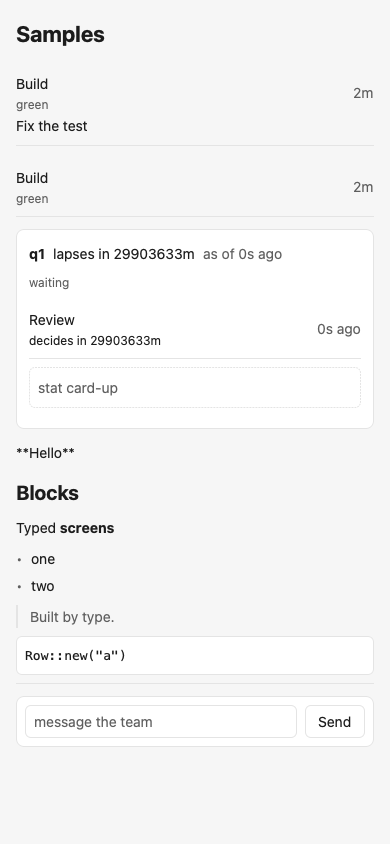 Samples
Build
2m
green
Fix the test
Build
2m
green
q1 lapses in 29903633m as of 0s ago
waiting
Review
0s ago
decides in 29903633m
stat card-up
**Hello**
Blocks
Typed screens
• one
• two
Built by type.
Row::new("a")
message the team
Send